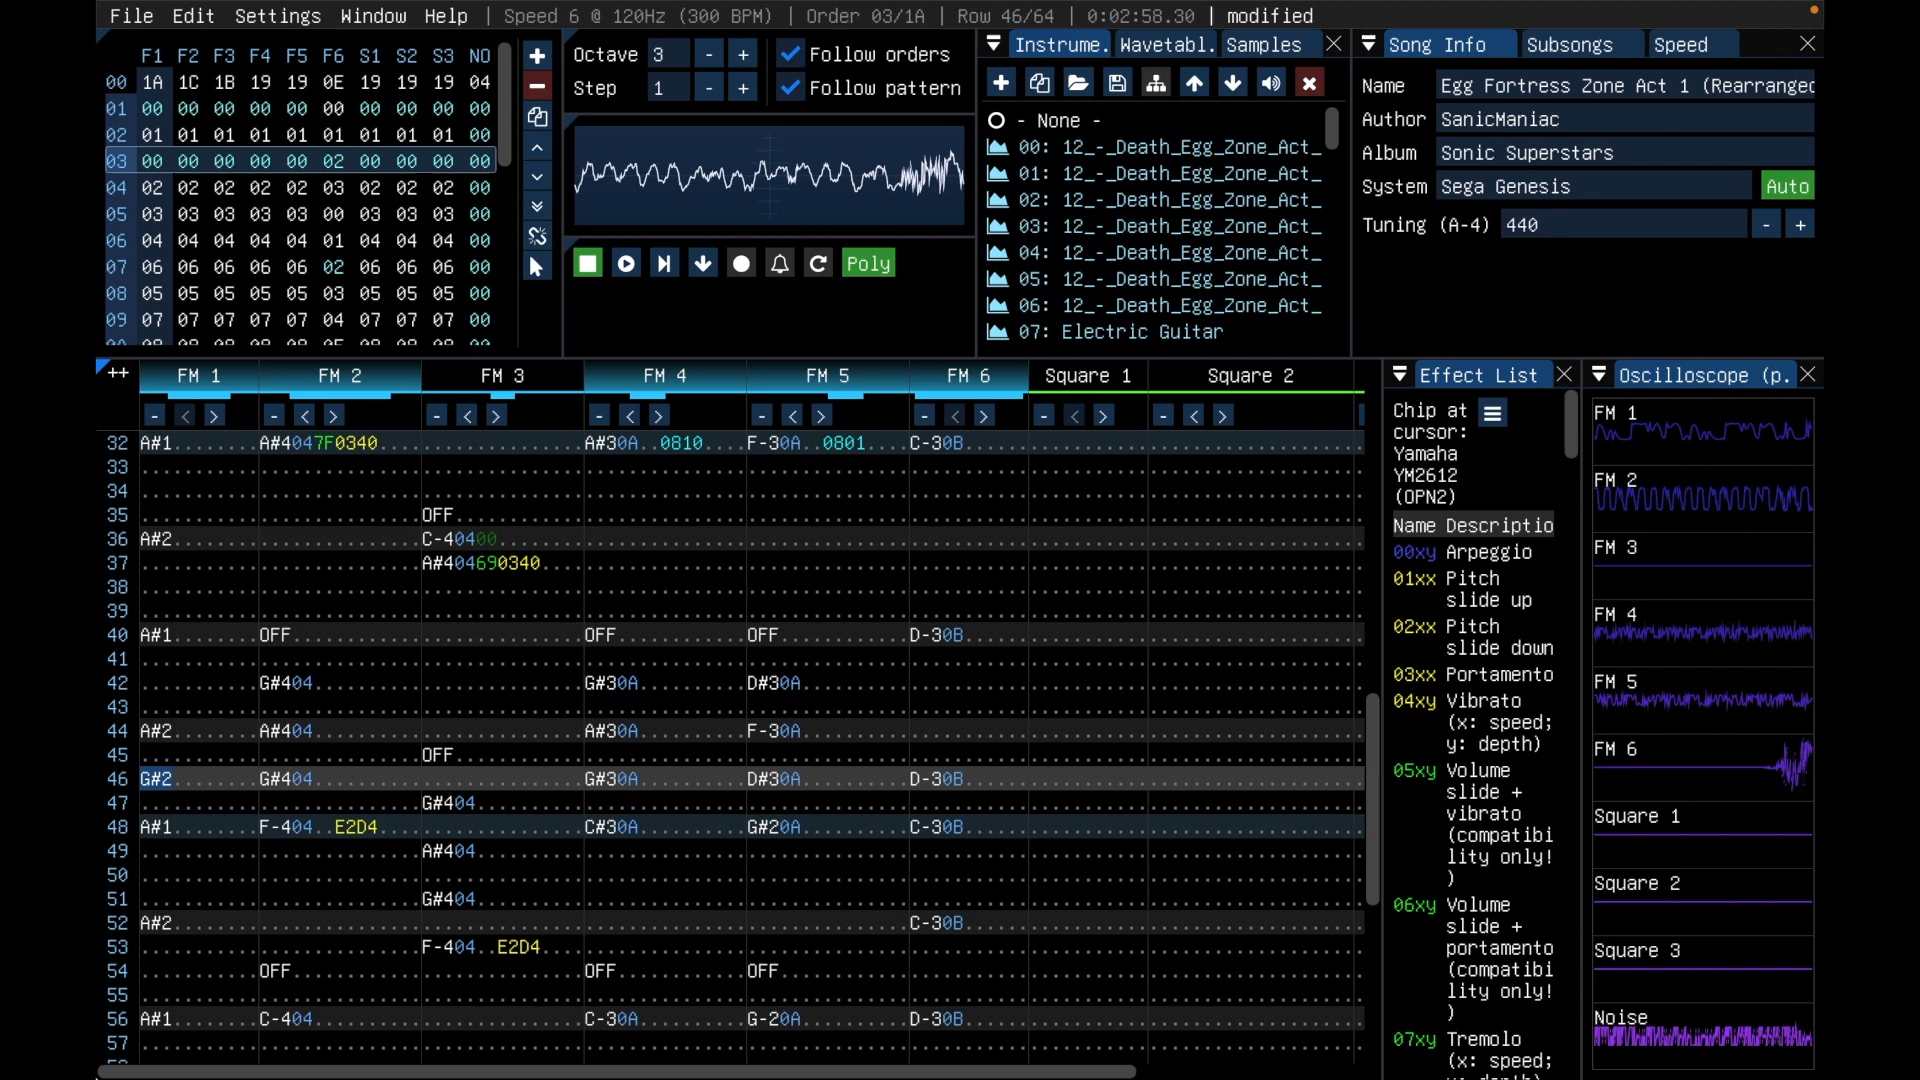 File Edit Settings Window Help | Speed 6 @ 120Hz (300 BPM) | Order 03/1A | Row 46/64 | 0:02:58.30 | modified
F1 F2 F3 F4 F5 F6 S1 S2 S3 NO
00 1A 1C 1B 19 19 0E 19 19 19 04
01 00 00 00 00 00 00 00 00 00 00
02 01 01 01 01 01 01 01 01 01 00
03 00 00 00 00 00 02 00 00 00 00
04 02 02 02 02 02 03 02 02 02 00
05 03 03 03 03 03 00 03 03 03 00
06 04 04 04 04 04 01 04 04 04 00
07 06 06 06 06 06 02 06 06 06 00
08 05 05 05 05 05 03 05 05 05 00
09 07 07 07 07 07 04 07 07 07 00
Octave 3 - + Follow orders
Step 1 - + Follow pattern
Poly
Instrume. Wavetabl. Samples
- None -
00: 12_-_Death_Egg_Zone_Act_
01: 12_-_Death_Egg_Zone_Act_
02: 12_-_Death_Egg_Zone_Act_
03: 12_-_Death_Egg_Zone_Act_
04: 12_-_Death_Egg_Zone_Act_
05: 12_-_Death_Egg_Zone_Act_
06: 12_-_Death_Egg_Zone_Act_
07: Electric Guitar
Song Info Subsongs Speed
Name Egg Fortress Zone Act 1 (Rearranged
Author SanicManiac
Album Sonic Superstars
System Sega Genesis Auto
Tuning (A-4) 440 - +
++ FM 1 FM 2 FM 3 FM 4 FM 5 FM 6 Square 1 Square 2
- < > - < > - < > - < > - < > - < > - < > - < >
32 A#1 A#4047F0340 A#30A..0810 F-30A..0801 C-30B
33
34
35 OFF
36 A#2 C-40400
37 A#404690340
38
39
40 A#1 OFF OFF OFF D-30B
41
42 G#404 G#30A D#30A
43
44 A#2 A#404 A#30A F-30A
45 OFF
46 G#2 G#404 G#30A D#30A D-30B
47 G#404
48 A#1 F-404..E2D4 C#30A G#20A C-30B
49 A#404
50
51 G#404
52 A#2 C-30B
53 F-404..E2D4
54 OFF OFF OFF
55
56 A#1 C-404 C-30A G-20A D-30B
57
Effect List
Chip at
cursor:
Yamaha
YM2612
(OPN2)
Name Descriptio
00xy Arpeggio
01xx Pitch
slide up
02xx Pitch
slide down
03xx Portamento
04xy Vibrato
(x: speed;
y: depth)
05xy Volume
slide +
vibrato
(compatibi
lity only!
)
06xy Volume
slide +
portamento
(compatibi
lity only!
)
07xy Tremolo
(x: speed;
Oscilloscope (p.
FM 1
FM 2
FM 3
FM 4
FM 5
FM 6
Square 1
Square 2
Square 3
Noise